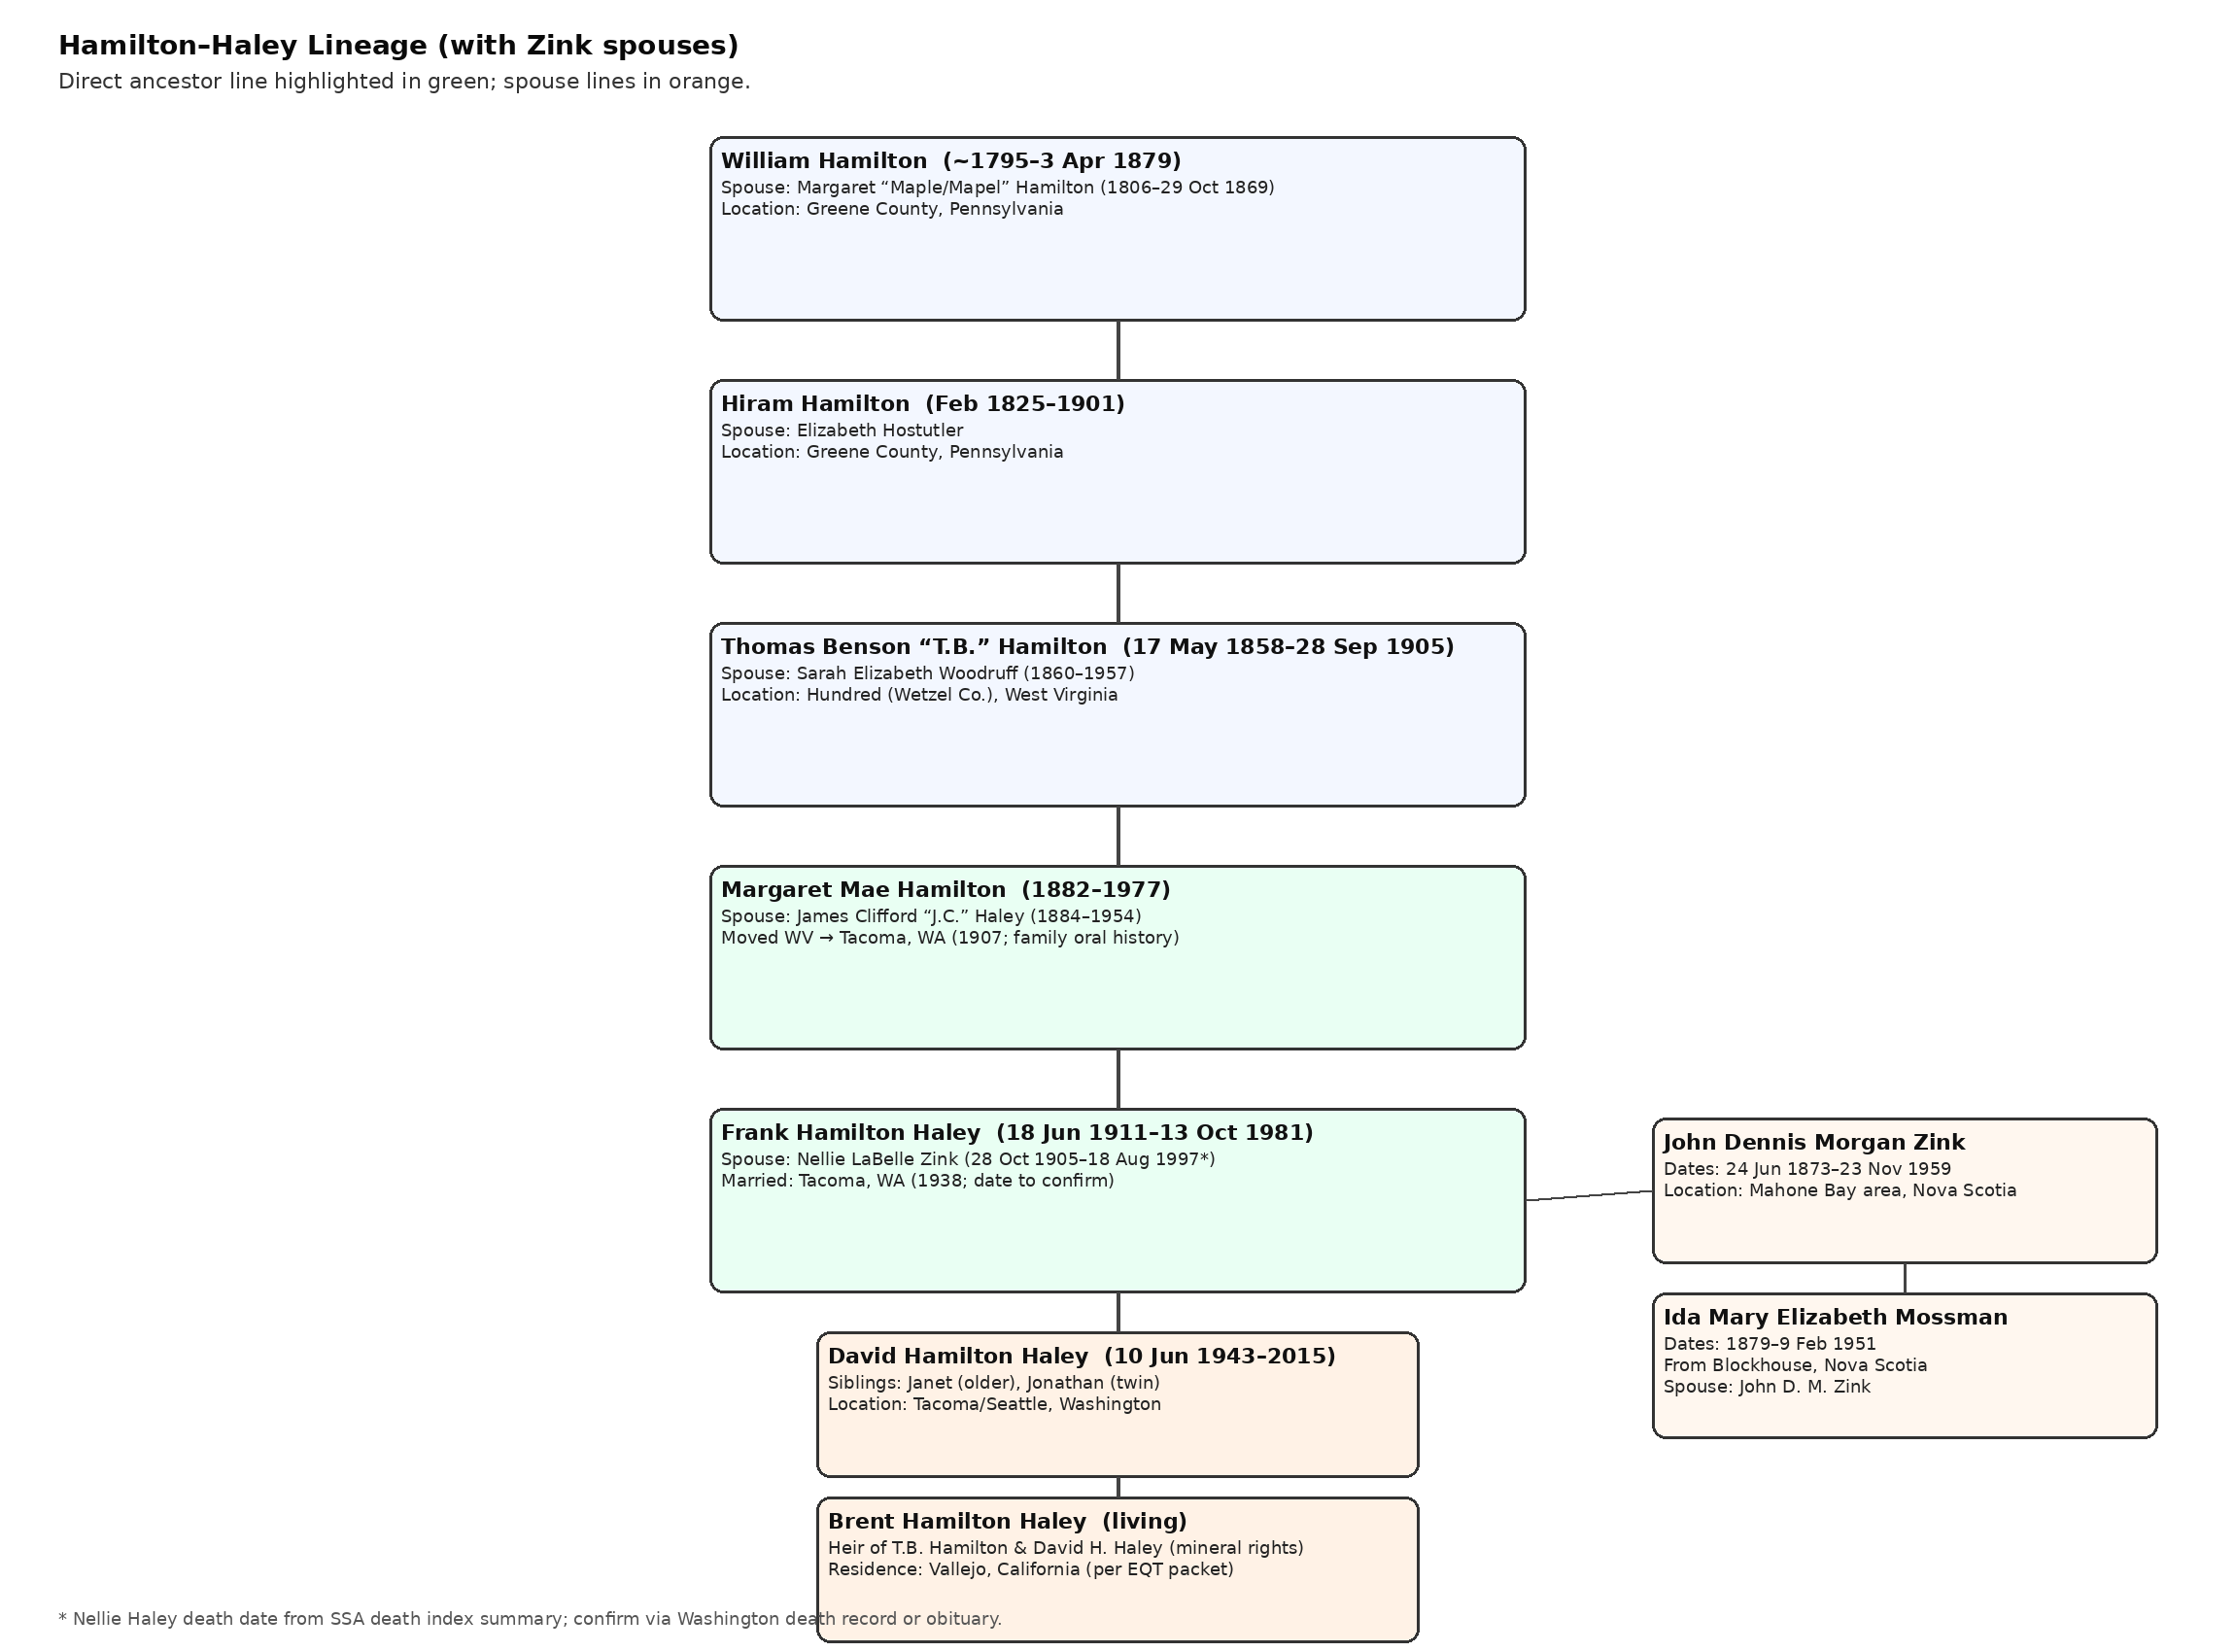 Hamilton–Haley Lineage (with Zink spouses)
Direct ancestor line highlighted in green; spouse lines in orange.
William Hamilton (~1795–3 Apr 1879)
Spouse: Margaret “Maple/Mapel” Hamilton (1806–29 Oct 1869)
Location: Greene County, Pennsylvania
Hiram Hamilton (Feb 1825–1901)
Spouse: Elizabeth Hostutler
Location: Greene County, Pennsylvania
Thomas Benson “T.B.” Hamilton (17 May 1858–28 Sep 1905)
Spouse: Sarah Elizabeth Woodruff (1860–1957)
Location: Hundred (Wetzel Co.), West Virginia
Margaret Mae Hamilton (1882–1977)
Spouse: James Clifford “J.C.” Haley (1884–1954)
Moved WV → Tacoma, WA (1907; family oral history)
Frank Hamilton Haley (18 Jun 1911–13 Oct 1981)
Spouse: Nellie LaBelle Zink (28 Oct 1905–18 Aug 1997*)
Married: Tacoma, WA (1938; date to confirm)
John Dennis Morgan Zink
Dates: 24 Jun 1873–23 Nov 1959
Location: Mahone Bay area, Nova Scotia
Ida Mary Elizabeth Mossman
Dates: 1879–9 Feb 1951
From Blockhouse, Nova Scotia
Spouse: John D. M. Zink
David Hamilton Haley (10 Jun 1943–2015)
Siblings: Janet (older), Jonathan (twin)
Location: Tacoma/Seattle, Washington
Brent Hamilton Haley (living)
Heir of T.B. Hamilton & David H. Haley (mineral rights)
Residence: Vallejo, California (per EQT packet)
* Nellie Haley death date from SSA death index summary; confirm via Washington death record or obituary.